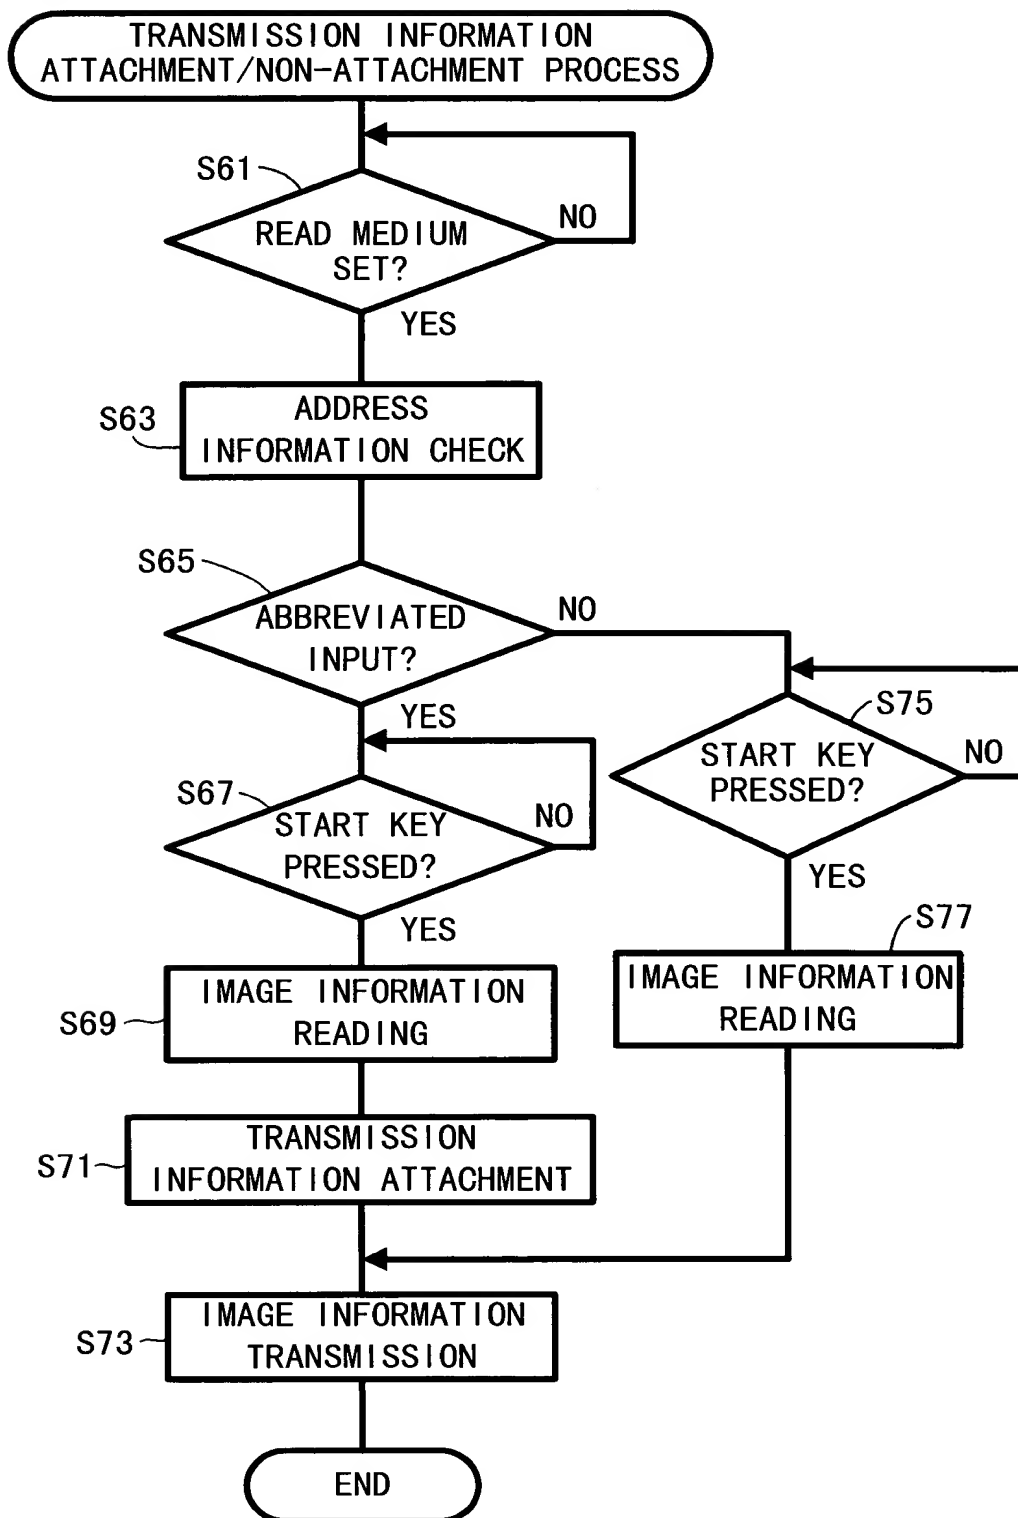 TRANSMISSION INFORMATION
ATTACHMENT/NON-ATTACHMENT PROCESS
S61
READ MEDIUM
SET?
NO
YES
S63
ADDRESS
INFORMATION CHECK
S65
ABBREVIATED
INPUT?
NO
YES
S67
START KEY
PRESSED?
NO
YES
S75
START KEY
PRESSED?
NO
YES
S69
IMAGE INFORMATION
READING
S77
IMAGE INFORMATION
READING
S71
TRANSMISSION
INFORMATION ATTACHMENT
S73
IMAGE INFORMATION
TRANSMISSION
END